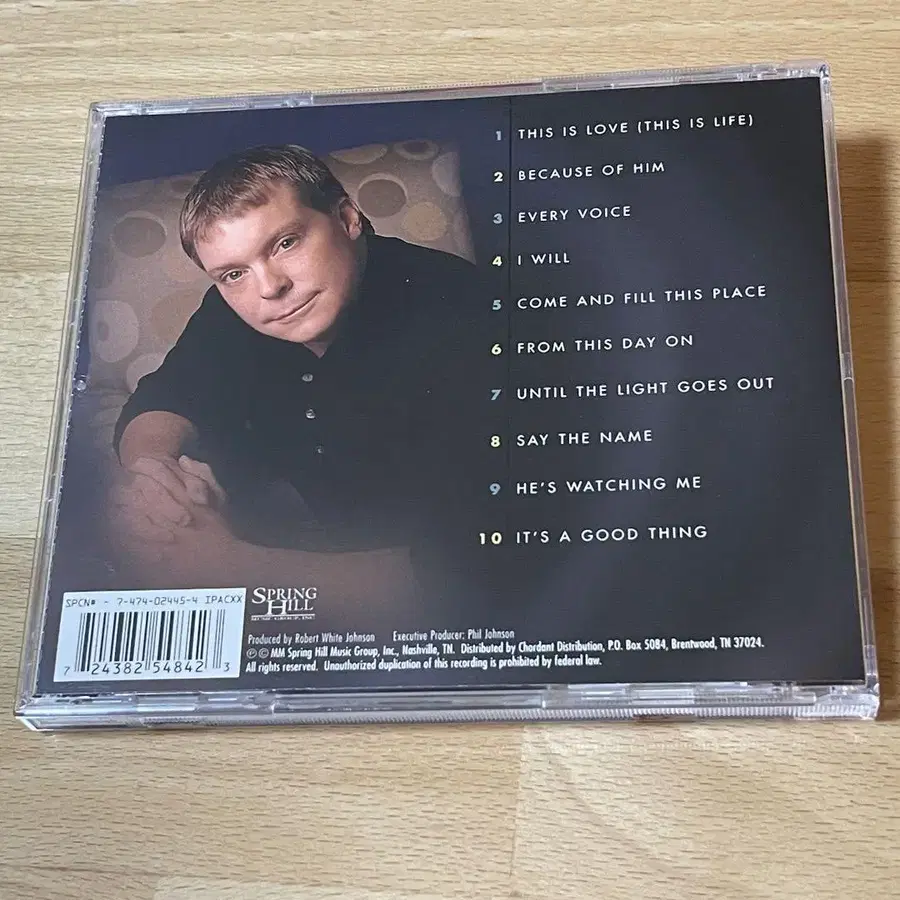 1 THIS IS LOVE (THIS IS LIFE)
2 BECAUSE OF HIM
3 EVERY VOICE
4 I WILL
5 COME AND FILL THIS PLACE
6 FROM THIS DAY ON
7 UNTIL THE LIGHT GOES OUT
8 SAY THE NAME
9 HE'S WATCHING ME
10 IT'S A GOOD THING
SPCN# - 7-474-02445-4 IPACXX
7 24382 54842 3
SPRING
HILL
Produced by Robert White Johnson Executive Producer: Phil Johnson
℗ © MM Spring Hill Music Group, Inc., Nashville, TN. Distributed by Chordant Distribution, P.O. Box 5084, Brentwood, TN 37024.
All rights reserved. Unauthorized duplication of this recording is prohibited by federal law.